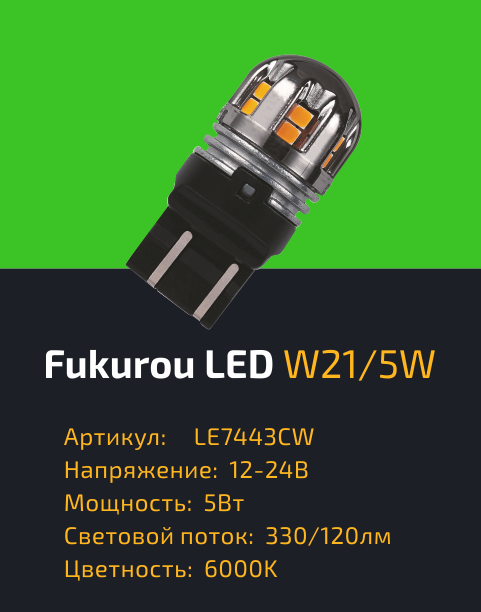 Fukurou LED W21/5W
Артикул: LE7443CW
Напряжение: 12-24В
Мощность: 5Вт
Световой поток: 330/120лм
Цветность: 6000К